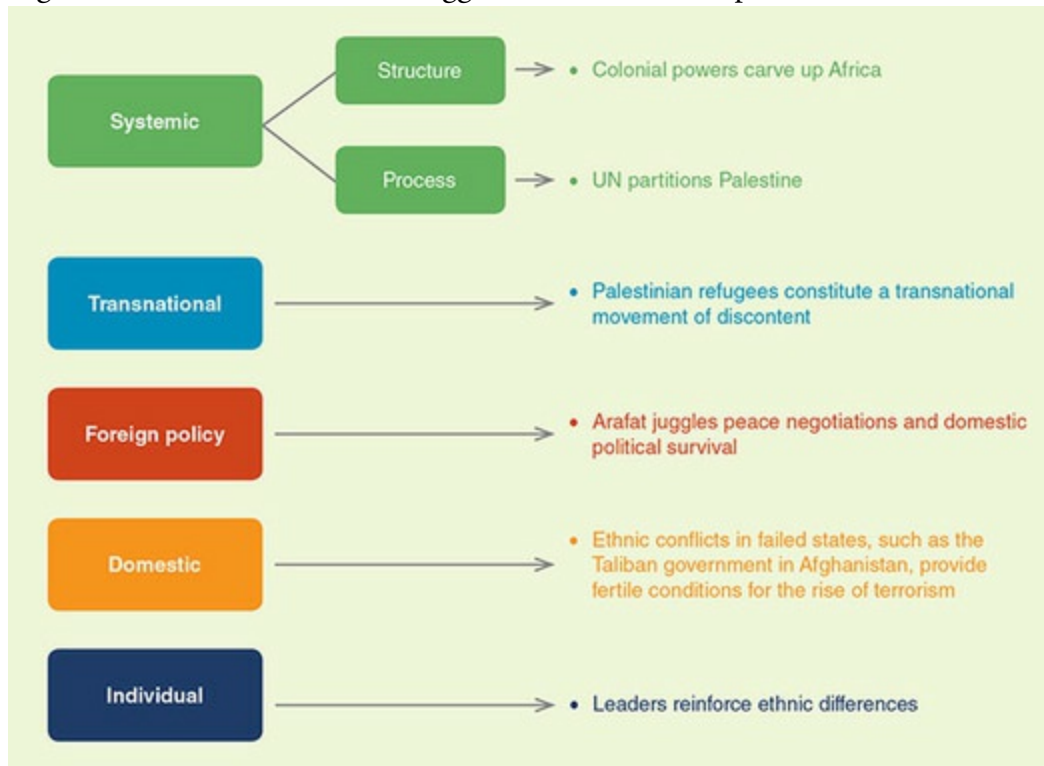 Structure
Colonial powers carve up Africa
Systemic
Process
UN partitions Palestine
Transnational
Palestinian refugees constitute a transnational
movement of discontent
Foreign policy
Arafat juggles peace negotiations and domestic
political survival
Domestic
Ethnic conflicts in failed states, such as the
Taliban government in Afghanistan, provide
fertile conditions for the rise of terrorism
Individual
Leaders reinforce ethnic differences